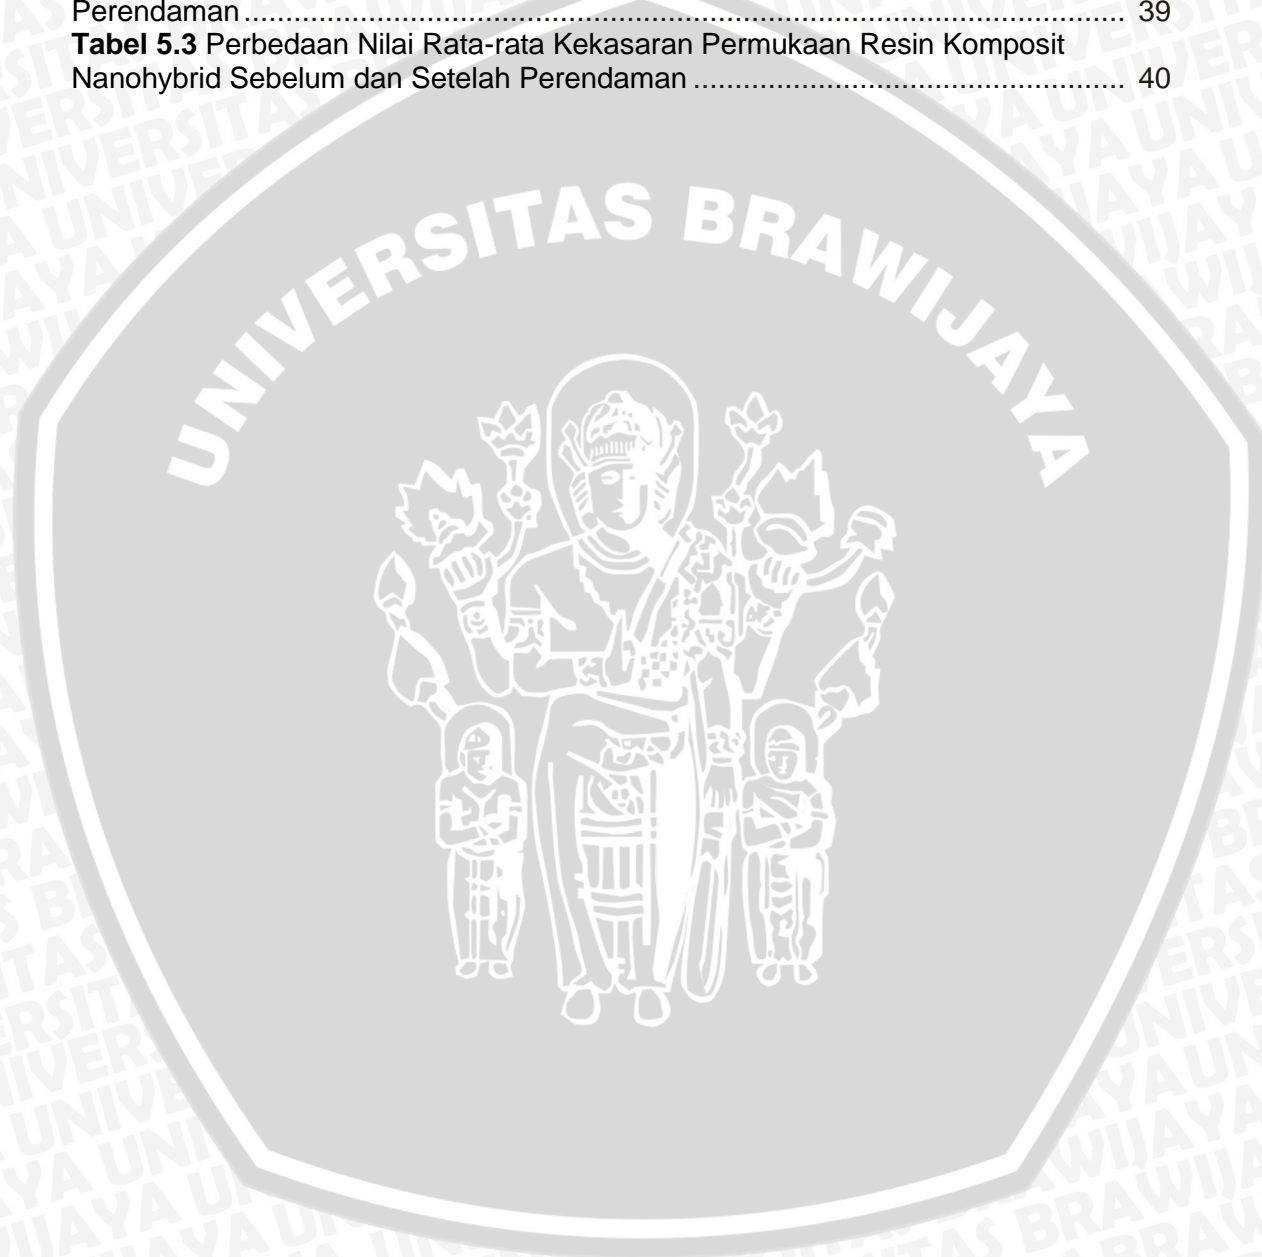 Perendaman ........................................................................................................... 39
Tabel 5.3 Perbedaan Nilai Rata-rata Kekasaran Permukaan Resin Komposit
Nanohybrid Sebelum dan Setelah Perendaman .................................................... 40
UNIVERSITAS BRAWIJAYA